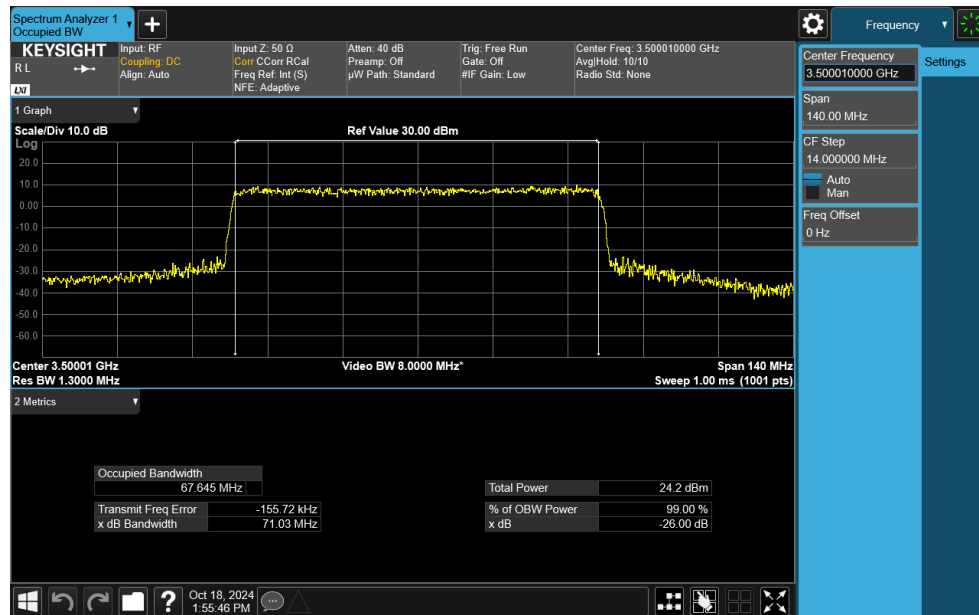 Spectrum Analyzer 1
Occupied BW
Frequency
KEYSIGHT
R L
LXI
Input: RF
Coupling: DC
Align: Auto
Input Z: 50 Ω
Corr CCorr RCal
Freq Ref: Int (S)
NFE: Adaptive
Atten: 40 dB
Preamp: Off
µW Path: Standard
Trig: Free Run
Gate: Off
#IF Gain: Low
Center Freq: 3.500010000 GHz
Avg|Hold: 10/10
Radio Std: None
Center Frequency
3.500010000 GHz
Settings
Span
140.00 MHz
CF Step
14.000000 MHz
Auto
Man
Freq Offset
0 Hz
1 Graph
Scale/Div 10.0 dB
Ref Value 30.00 dBm
Log
20.0
10.0
0.00
-10.0
-20.0
-30.0
-40.0
-50.0
-60.0
Center 3.50001 GHz
Video BW 8.0000 MHz*
Span 140 MHz
Res BW 1.3000 MHz
Sweep 1.00 ms (1001 pts)
2 Metrics
Occupied Bandwidth
67.645 MHz
Total Power 24.2 dBm
Transmit Freq Error -155.72 kHz
% of OBW Power 99.00 %
x dB Bandwidth 71.03 MHz
x dB -26.00 dB
?
Oct 18, 2024
1:55:46 PM